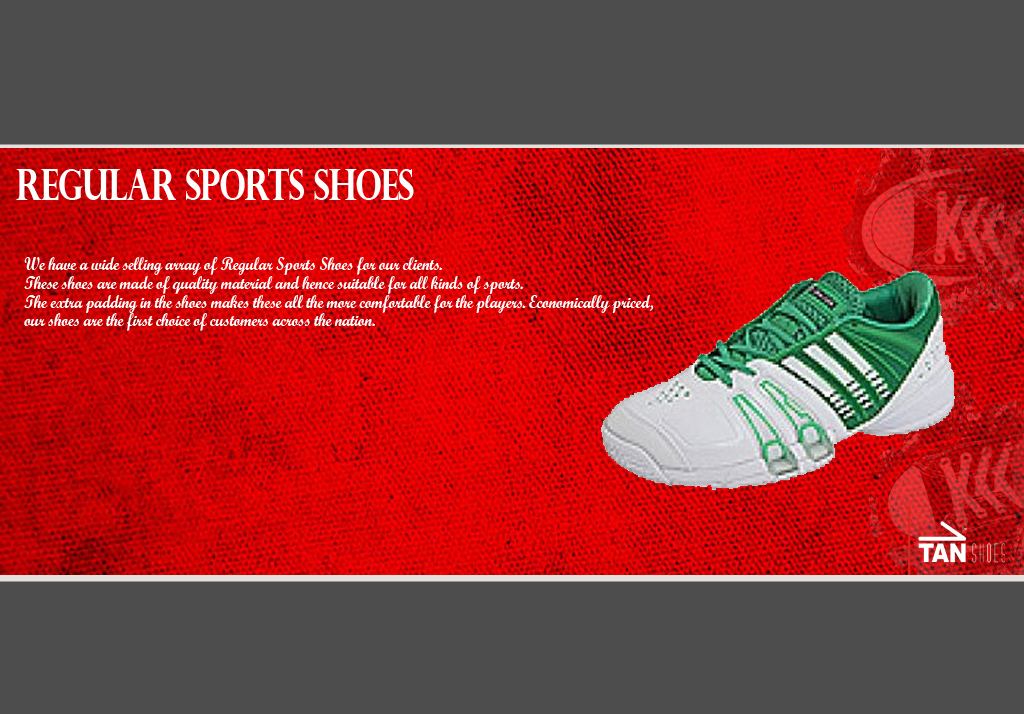 REGULAR SPORTS SHOES
We have a wide selling array of Regular Sports Shoes for our clients.
These shoes are made of quality material and hence suitable for all kinds of sports.
The extra padding in the shoes makes these all the more comfortable for the players. Economically priced,
our shoes are the first choice of customers across the nation.
TAN SHOES